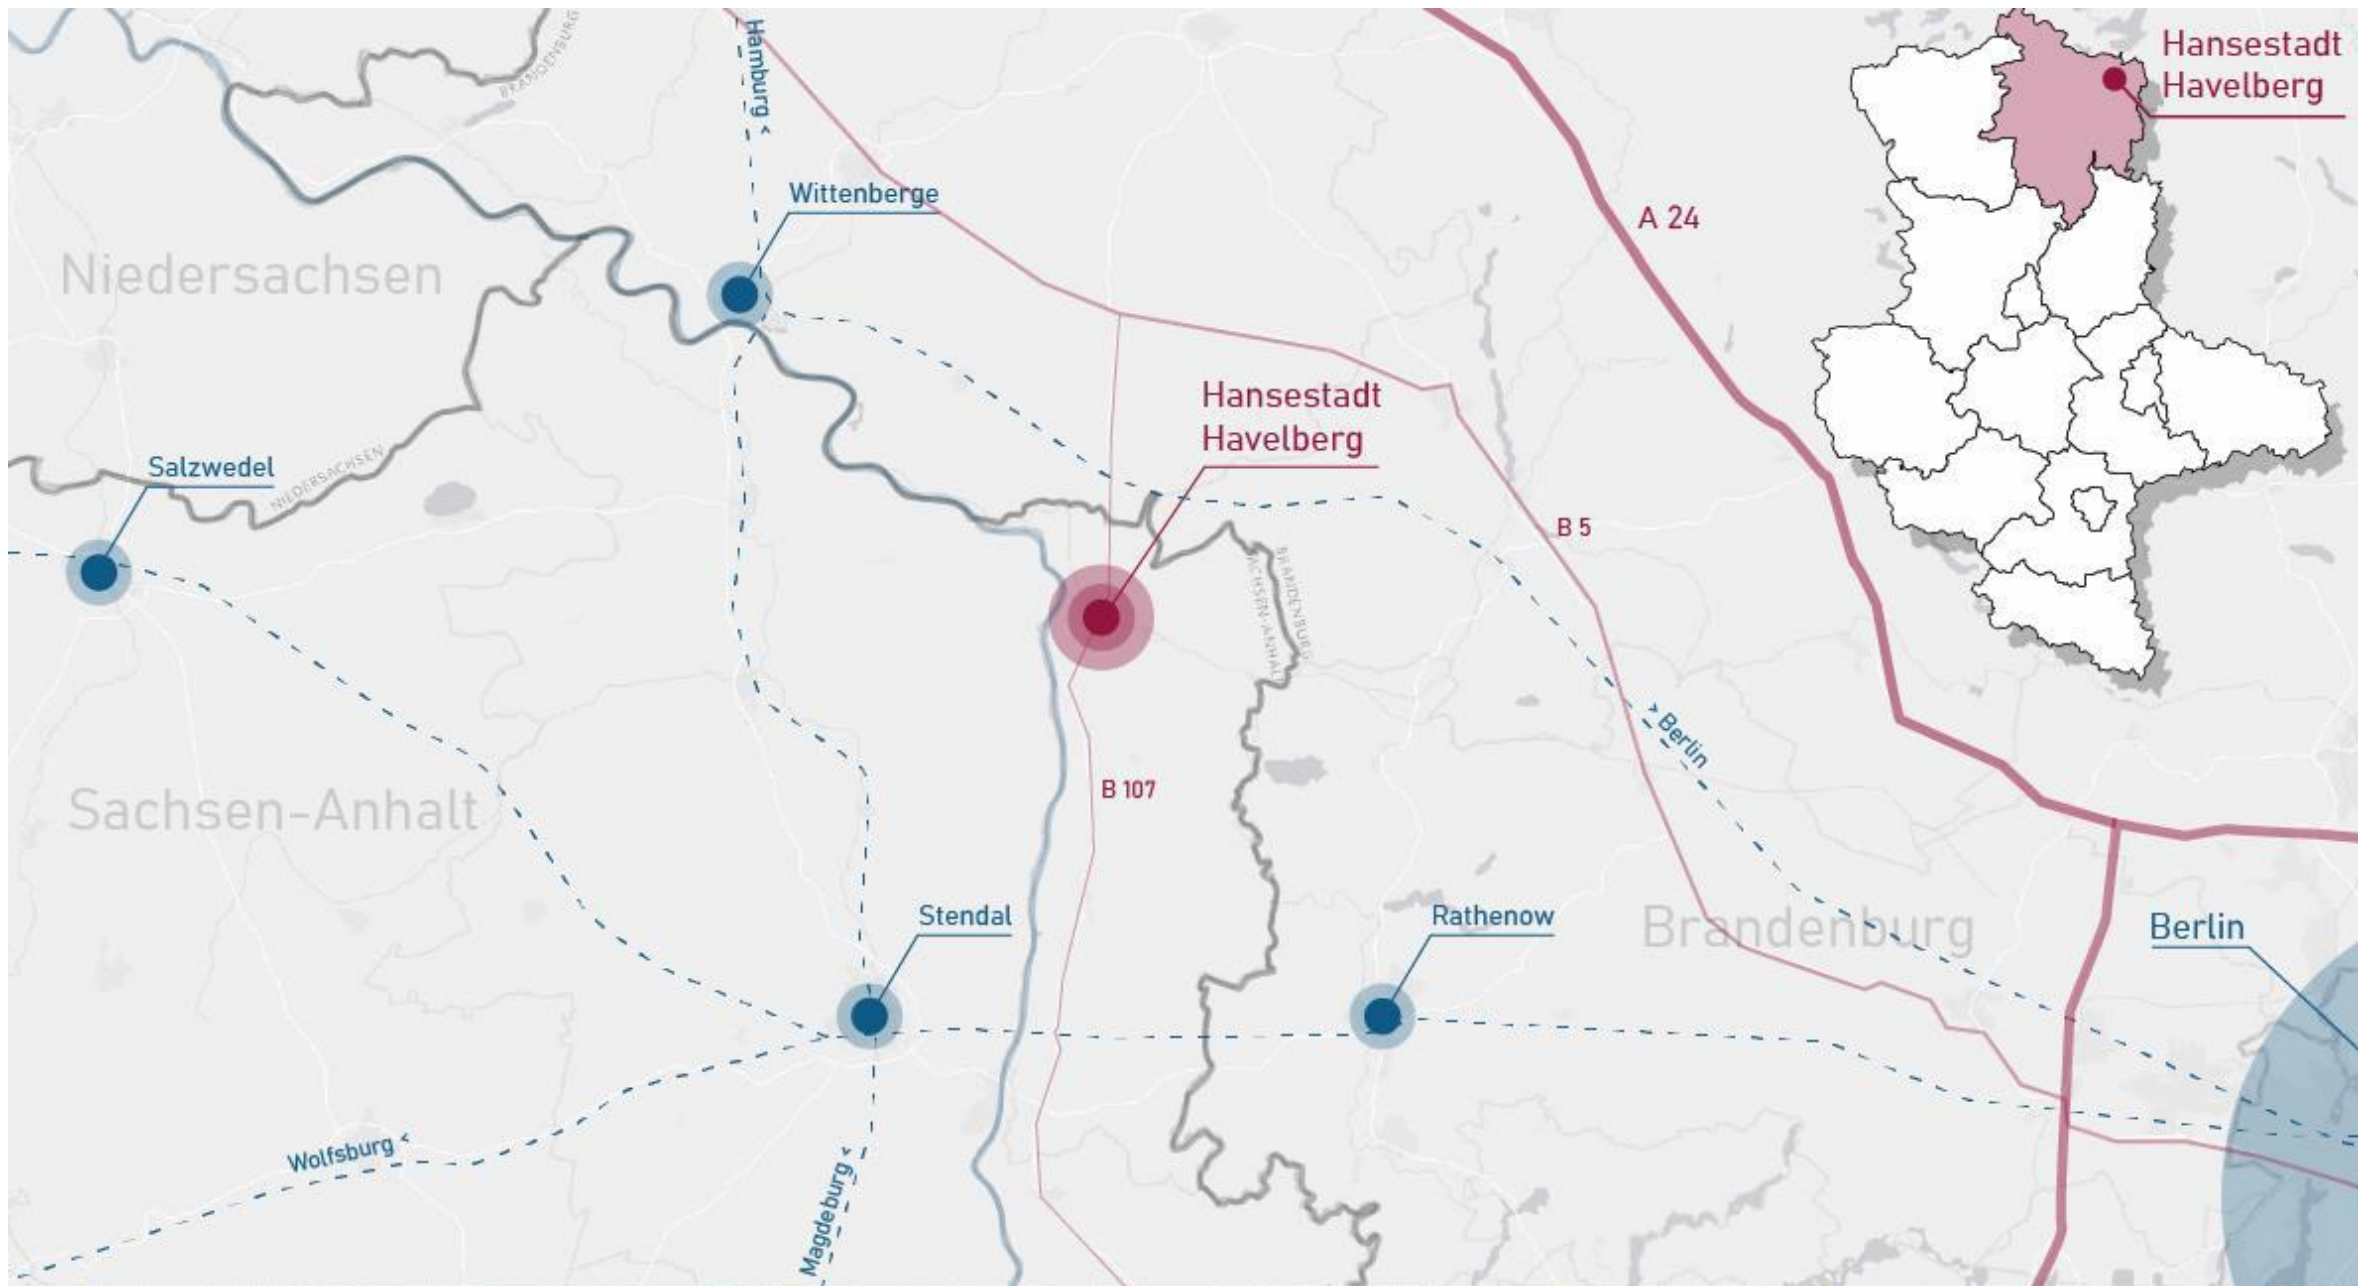 BRANDENBURG
Hamburg <
Hansestadt
Havelberg
Wittenberge
A 24
Niedersachsen
Hansestadt
Havelberg
Salzwedel
NIEDERSACHSEN
B 5
BRANDENBURG
SACHSEN-ANHALT
> Berlin
B 107
Sachsen-Anhalt
Stendal
Rathenow
Brandenburg
Berlin
Wolfsburg <
Magdeburg <